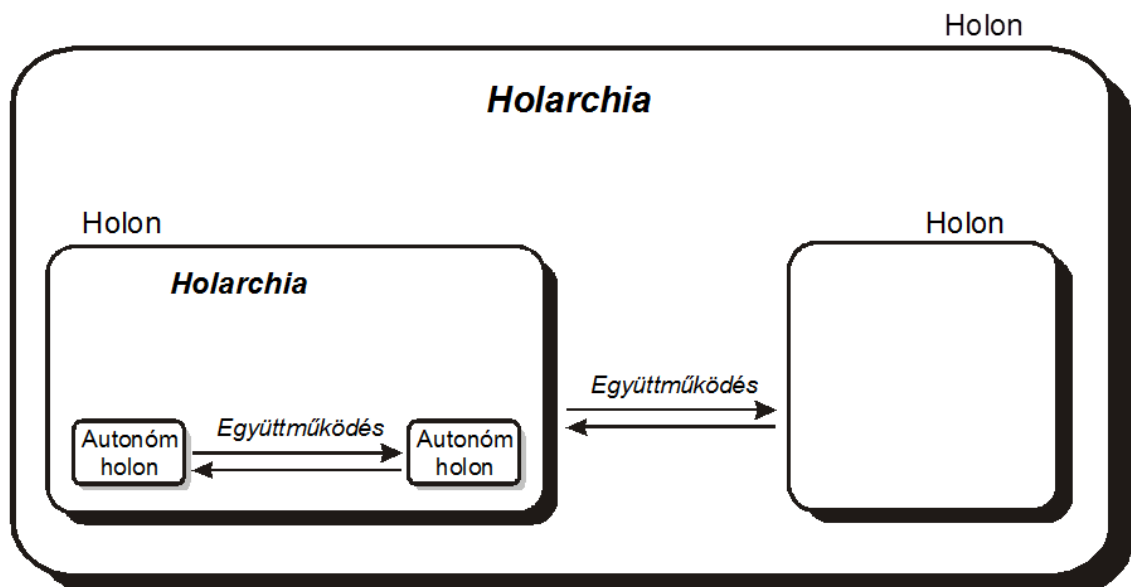 Holon
Holarchia
Holon
Holon
Holarchia
Együttműködés
Együttműködés
Autonóm
holon
Autonóm
holon